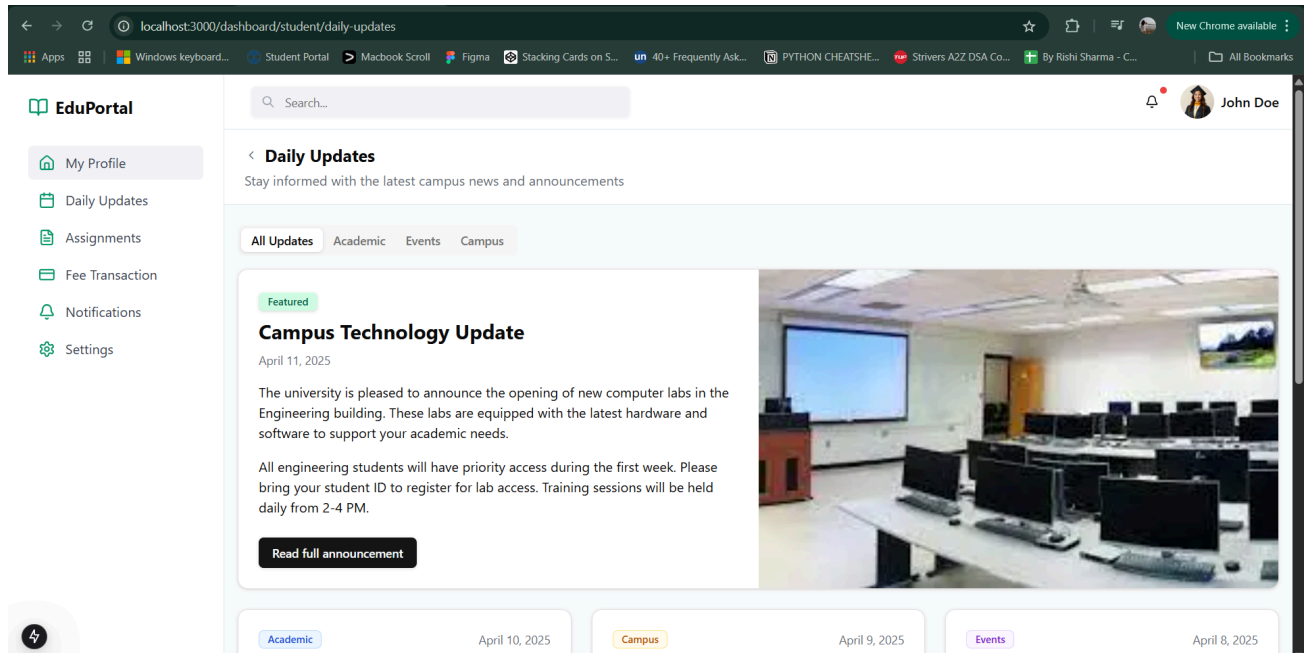 localhost:3000/dashboard/student/daily-updates
New Chrome available
Apps
Windows keyboard...
Student Portal
Macbook Scroll
Figma
Stacking Cards on S...
un 40+ Frequently Ask...
PYTHON CHEATSHE...
TUF Strivers A2Z DSA Co...
By Rishi Sharma - C...
All Bookmarks
EduPortal
Search...
John Doe
My Profile
Daily Updates
Assignments
Fee Transaction
Notifications
Settings
Daily Updates
Stay informed with the latest campus news and announcements
All Updates
Academic
Events
Campus
Featured
Campus Technology Update
April 11, 2025
The university is pleased to announce the opening of new computer labs in the
Engineering building. These labs are equipped with the latest hardware and
software to support your academic needs.
All engineering students will have priority access during the first week. Please
bring your student ID to register for lab access. Training sessions will be held
daily from 2-4 PM.
Read full announcement
Academic
April 10, 2025
Campus
April 9, 2025
Events
April 8, 2025